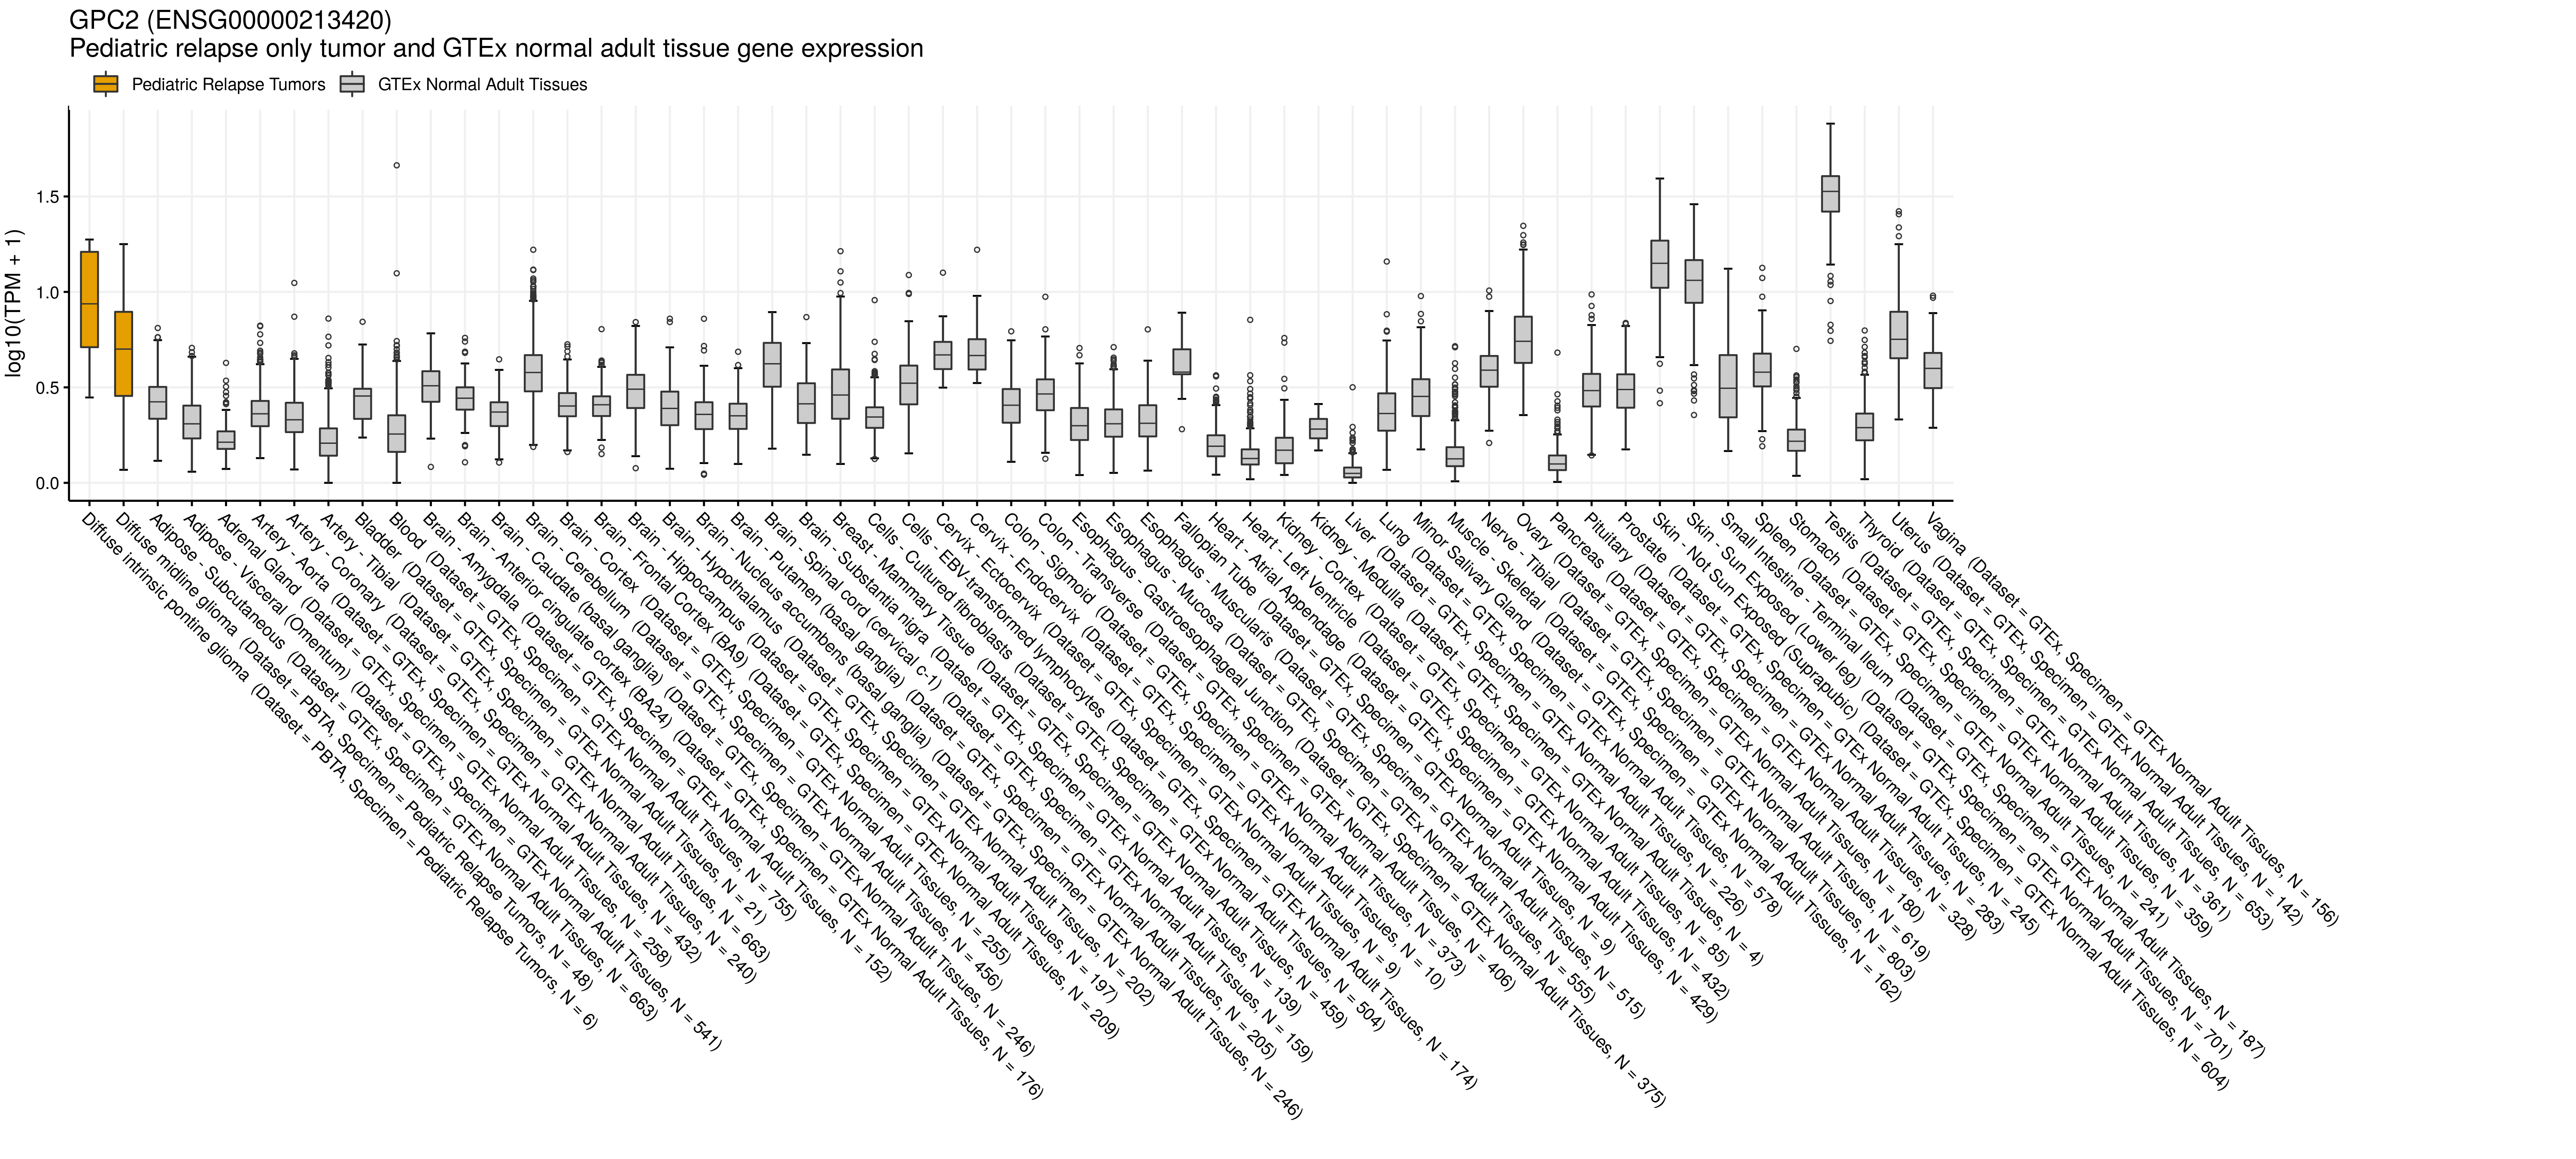 GPC2 (ENSG00000213420)
Pediatric relapse only tumor and GTEx normal adult tissue gene expression
Pediatric Relapse Tumors
GTEx Normal Adult Tissues
log10(TPM + 1)
1.5
1.0
0.5
0.0
Diffuse intrinsic pontine glioma (Dataset = PBTA, Specimen = Pediatric Relapse Tumors, N = 6)
Diffuse midline glioma (Dataset = PBTA, Specimen = Pediatric Relapse Tumors, N = 48)
Adipose - Subcutaneous (Dataset = GTEx, Specimen = GTEx Normal Adult Tissues, N = 663)
Adipose - Visceral (Omentum) (Dataset = GTEx, Specimen = GTEx Normal Adult Tissues, N = 541)
Adrenal Gland (Dataset = GTEx, Specimen = GTEx Normal Adult Tissues, N = 258)
Artery - Aorta (Dataset = GTEx, Specimen = GTEx Normal Adult Tissues, N = 432)
Artery - Coronary (Dataset = GTEx, Specimen = GTEx Normal Adult Tissues, N = 240)
Artery - Tibial (Dataset = GTEx, Specimen = GTEx Normal Adult Tissues, N = 663)
Bladder (Dataset = GTEx, Specimen = GTEx Normal Adult Tissues, N = 21)
Blood (Dataset = GTEx, Specimen = GTEx Normal Adult Tissues, N = 755)
Brain - Amygdala (Dataset = GTEx, Specimen = GTEx Normal Adult Tissues, N = 152)
Brain - Anterior cingulate cortex (BA24) (Dataset = GTEx, Specimen = GTEx Normal Adult Tissues, N = 176)
Brain - Caudate (basal ganglia) (Dataset = GTEx, Specimen = GTEx Normal Adult Tissues, N = 246)
Brain - Cerebellum (Dataset = GTEx, Specimen = GTEx Normal Adult Tissues, N = 456)
Brain - Cortex (Dataset = GTEx, Specimen = GTEx Normal Adult Tissues, N = 255)
Brain - Frontal Cortex (BA9) (Dataset = GTEx, Specimen = GTEx Normal Adult Tissues, N = 209)
Brain - Hippocampus (Dataset = GTEx, Specimen = GTEx Normal Adult Tissues, N = 197)
Brain - Hypothalamus (Dataset = GTEx, Specimen = GTEx Normal Adult Tissues, N = 202)
Brain - Nucleus accumbens (basal ganglia) (Dataset = GTEx, Specimen = GTEx Normal Adult Tissues, N = 246)
Brain - Putamen (basal ganglia) (Dataset = GTEx, Specimen = GTEx Normal Adult Tissues, N = 205)
Brain - Spinal cord (cervical c-1) (Dataset = GTEx, Specimen = GTEx Normal Adult Tissues, N = 159)
Brain - Substantia nigra (Dataset = GTEx, Specimen = GTEx Normal Adult Tissues, N = 139)
Breast - Mammary Tissue (Dataset = GTEx, Specimen = GTEx Normal Adult Tissues, N = 459)
Cells - Cultured fibroblasts (Dataset = GTEx, Specimen = GTEx Normal Adult Tissues, N = 504)
Cells - EBV-transformed lymphocytes (Dataset = GTEx, Specimen = GTEx Normal Adult Tissues, N = 174)
Cervix - Ectocervix (Dataset = GTEx, Specimen = GTEx Normal Adult Tissues, N = 9)
Cervix - Endocervix (Dataset = GTEx, Specimen = GTEx Normal Adult Tissues, N = 10)
Colon - Sigmoid (Dataset = GTEx, Specimen = GTEx Normal Adult Tissues, N = 373)
Colon - Transverse (Dataset = GTEx, Specimen = GTEx Normal Adult Tissues, N = 406)
Esophagus - Gastroesophageal Junction (Dataset = GTEx, Specimen = GTEx Normal Adult Tissues, N = 375)
Esophagus - Mucosa (Dataset = GTEx, Specimen = GTEx Normal Adult Tissues, N = 555)
Esophagus - Muscularis (Dataset = GTEx, Specimen = GTEx Normal Adult Tissues, N = 515)
Fallopian Tube (Dataset = GTEx, Specimen = GTEx Normal Adult Tissues, N = 9)
Heart - Atrial Appendage (Dataset = GTEx, Specimen = GTEx Normal Adult Tissues, N = 429)
Heart - Left Ventricle (Dataset = GTEx, Specimen = GTEx Normal Adult Tissues, N = 432)
Kidney - Cortex (Dataset = GTEx, Specimen = GTEx Normal Adult Tissues, N = 85)
Kidney - Medulla (Dataset = GTEx, Specimen = GTEx Normal Adult Tissues, N = 4)
Liver (Dataset = GTEx, Specimen = GTEx Normal Adult Tissues, N = 226)
Lung (Dataset = GTEx, Specimen = GTEx Normal Adult Tissues, N = 578)
Minor Salivary Gland (Dataset = GTEx, Specimen = GTEx Normal Adult Tissues, N = 162)
Muscle - Skeletal (Dataset = GTEx, Specimen = GTEx Normal Adult Tissues, N = 803)
Nerve - Tibial (Dataset = GTEx, Specimen = GTEx Normal Adult Tissues, N = 619)
Ovary (Dataset = GTEx, Specimen = GTEx Normal Adult Tissues, N = 180)
Pancreas (Dataset = GTEx, Specimen = GTEx Normal Adult Tissues, N = 328)
Pituitary (Dataset = GTEx, Specimen = GTEx Normal Adult Tissues, N = 283)
Prostate (Dataset = GTEx, Specimen = GTEx Normal Adult Tissues, N = 245)
Skin - Not Sun Exposed (Suprapubic) (Dataset = GTEx, Specimen = GTEx Normal Adult Tissues, N = 604)
Skin - Sun Exposed (Lower leg) (Dataset = GTEx, Specimen = GTEx Normal Adult Tissues, N = 701)
Small Intestine - Terminal Ileum (Dataset = GTEx, Specimen = GTEx Normal Adult Tissues, N = 187)
Spleen (Dataset = GTEx, Specimen = GTEx Normal Adult Tissues, N = 241)
Stomach (Dataset = GTEx, Specimen = GTEx Normal Adult Tissues, N = 359)
Testis (Dataset = GTEx, Specimen = GTEx Normal Adult Tissues, N = 361)
Thyroid (Dataset = GTEx, Specimen = GTEx Normal Adult Tissues, N = 653)
Uterus (Dataset = GTEx, Specimen = GTEx Normal Adult Tissues, N = 142)
Vagina (Dataset = GTEx, Specimen = GTEx Normal Adult Tissues, N = 156)